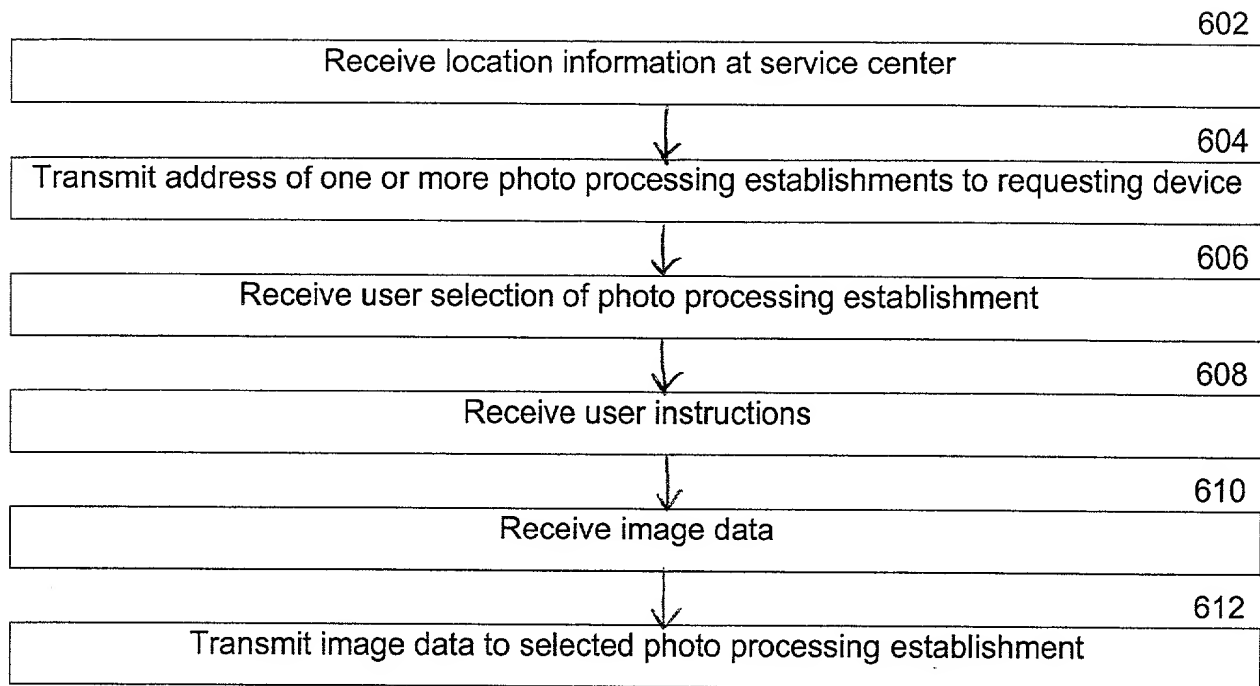 602
Receive location information at service center
604
Transmit address of one or more photo processing establishments to requesting device
606
Receive user selection of photo processing establishment
608
Receive user instructions
610
Receive image data
612
Transmit image data to selected photo processing establishment